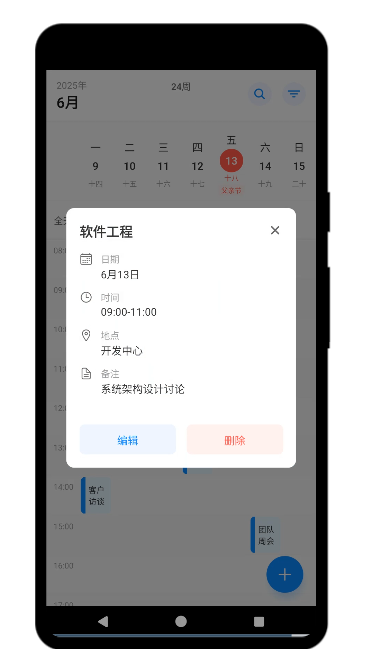 2025年
6月
24周
一 二 三 四 五 六 日
9 10 11 12 13 14 15
十四 十五 十六 十七 十八 十九 二十
父亲节
软件工程
日期
6月13日
时间
09:00-11:00
地点
开发中心
备注
系统架构设计讨论
编辑 删除
14:00
客户
访谈
15:00
团队
周会
16:00
17:00